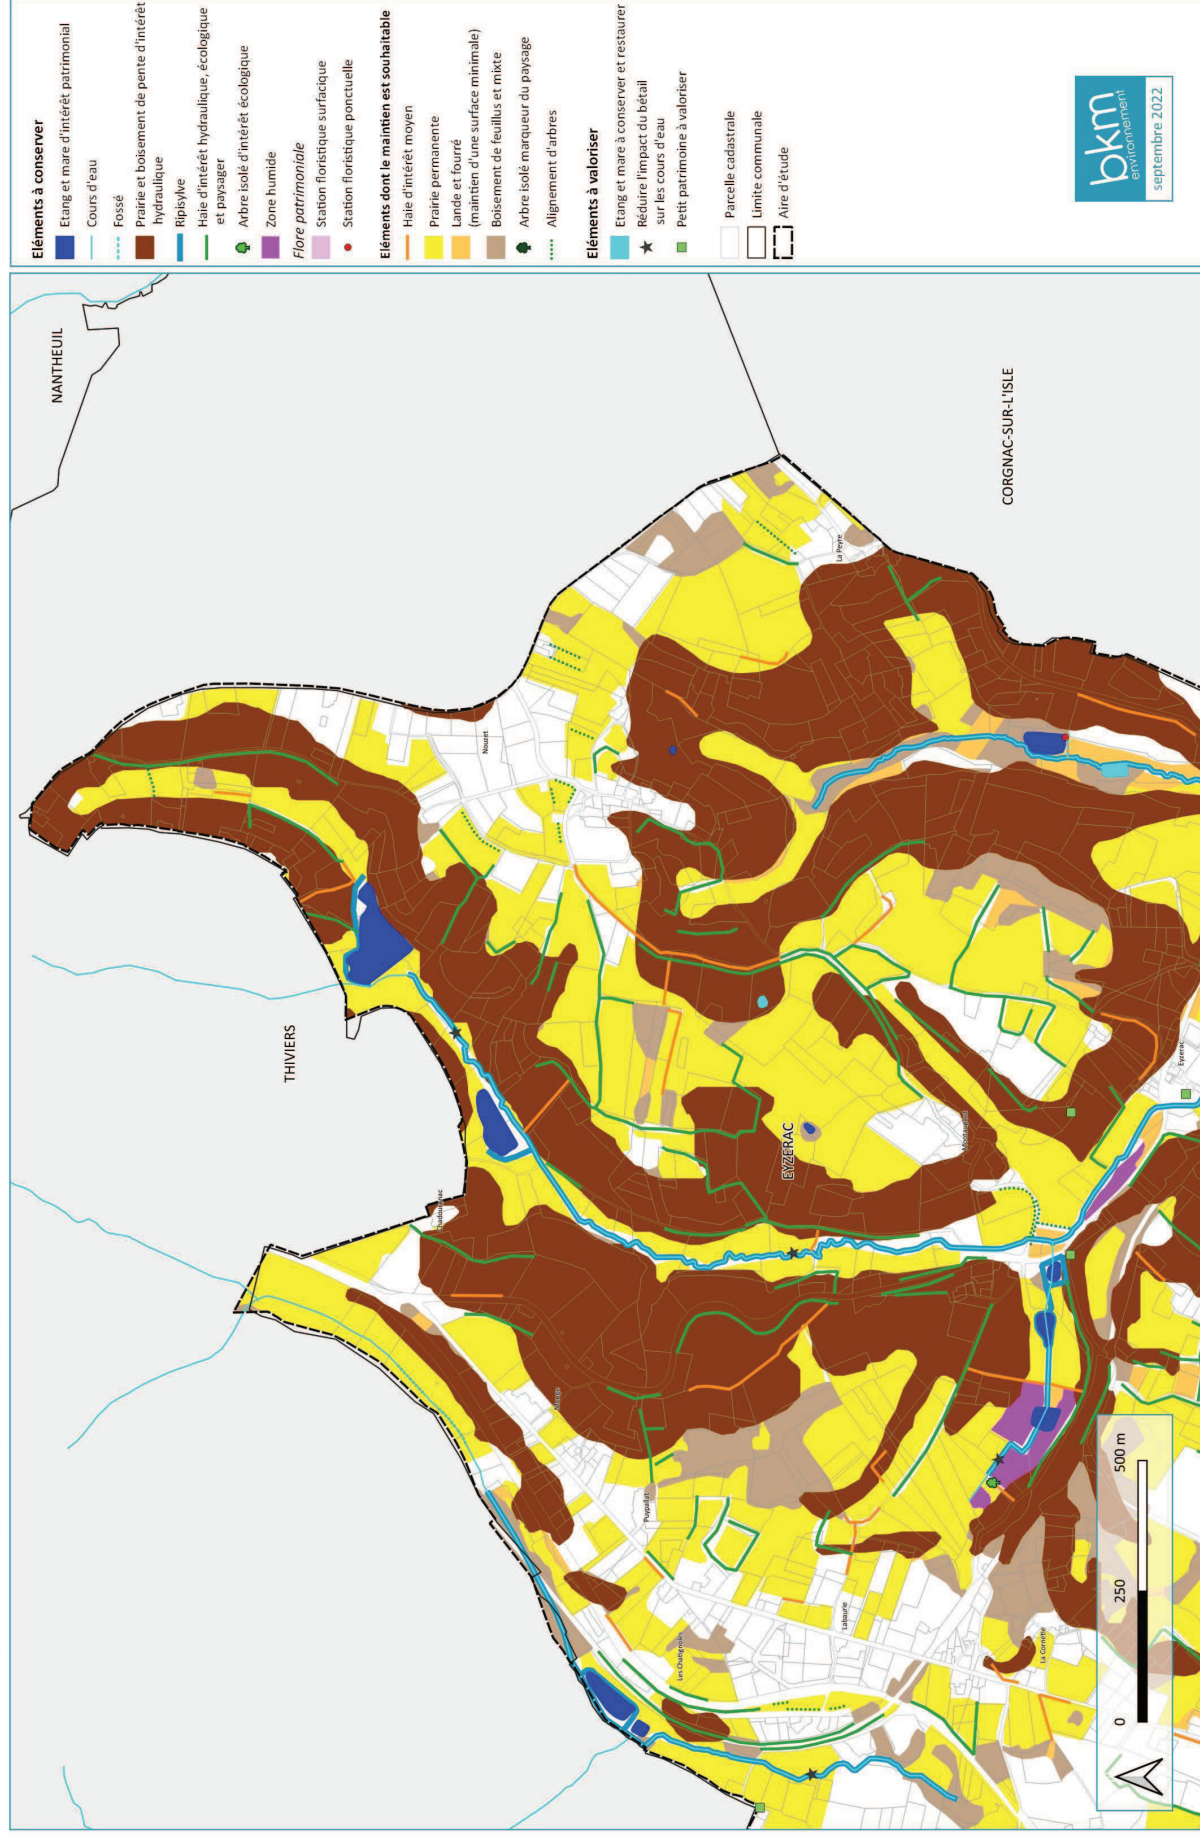 Eléments à conserver
Etang et mare d'intérêt patrimonial
Cours d'eau
Fossé
Prairie et boisement de pente d'intérêt
hydraulique
Ripisylve
Haie d'intérêt hydraulique, écologique
et paysager
Arbre isolé d'intérêt écologique
Zone humide
Flore patrimoniale
Station floristique surfacique
Station floristique ponctuelle
Eléments dont le maintien est souhaitable
Haie d'intérêt moyen
Prairie permanente
Lande et fourré
(maintien d'une surface minimale)
Boisement de feuillus et mixte
Arbre isolé marqueur du paysage
Alignement d'arbres
Eléments à valoriser
Etang et mare à conserver et restaurer
Réduire l'impact du bétail
sur les cours d'eau
Petit patrimoine à valoriser
Parcelle cadastrale
Limite communale
Aire d'étude
bkm
environnement
septembre 2022
NANTHEUIL
THIVIERS
CORGNAC-SUR-L'ISLE
EYZERAC
Nouzet
La Peyre
Puypallat
Les Chatignoles
Labaurie
La Cornette
Eyzerac
0
250
500 m